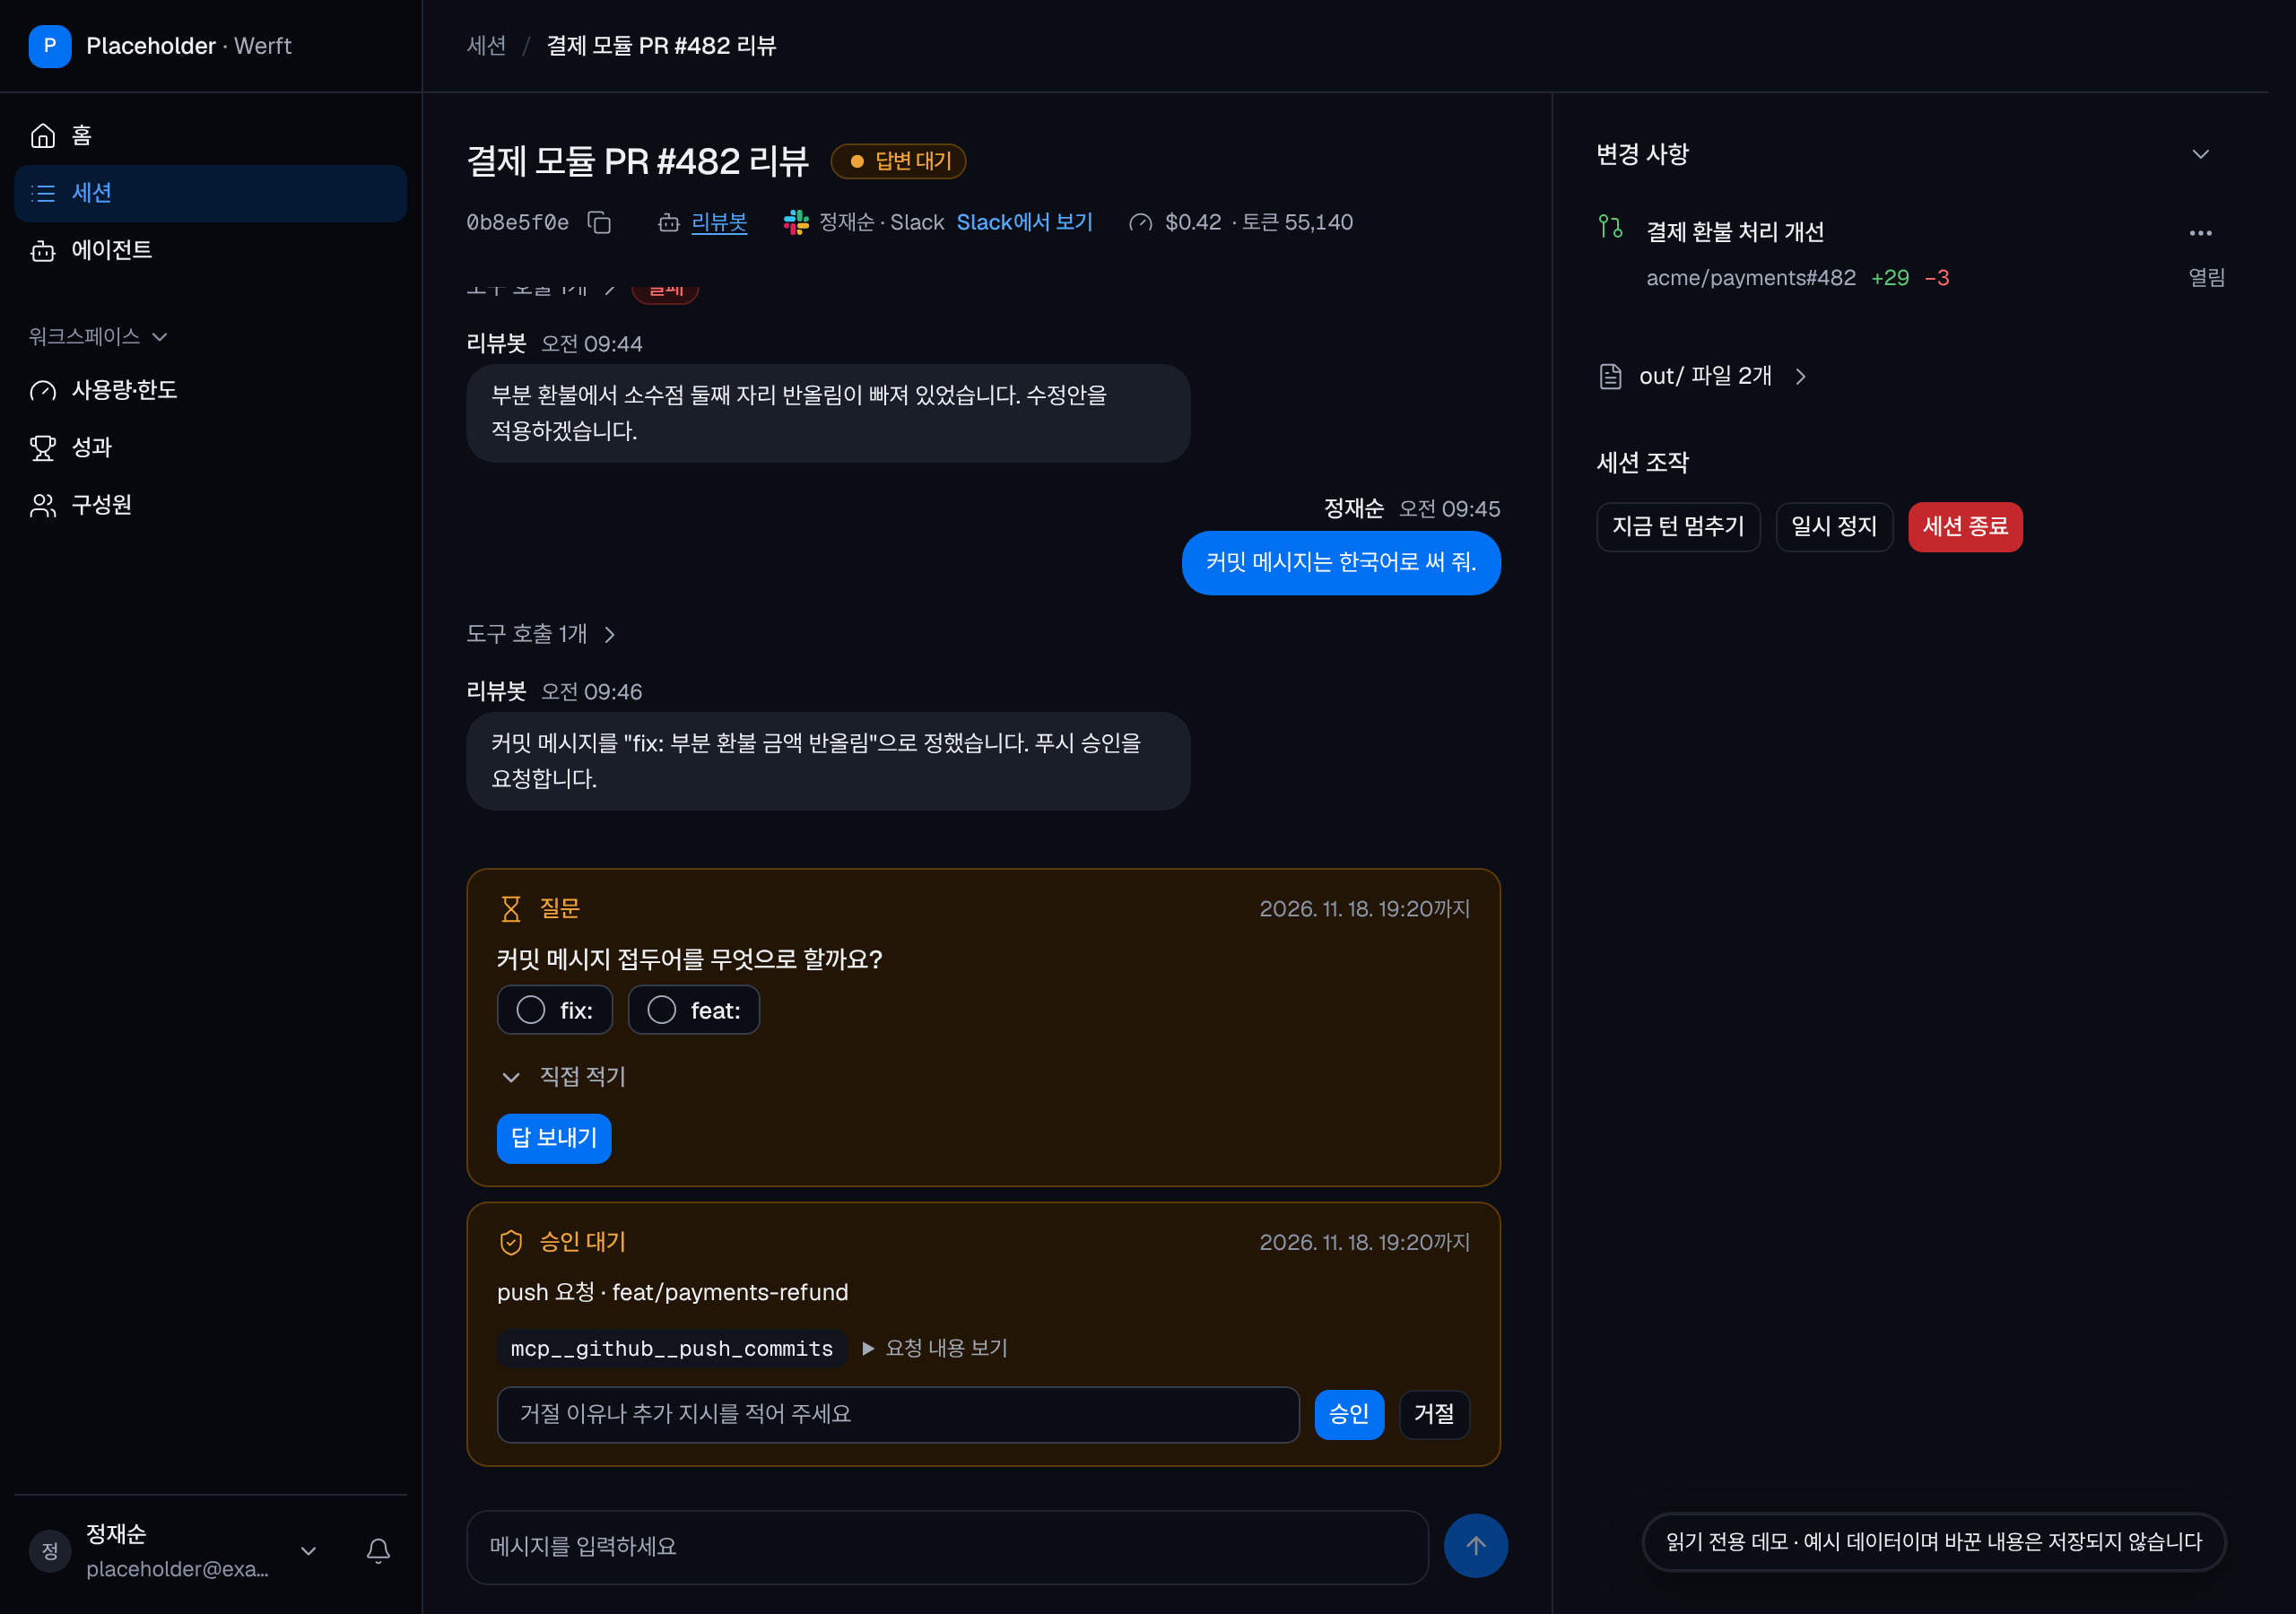 P Placeholder · Werft
홈
세션
에이전트
워크스페이스
사용량·한도
성과
구성원
정 정재순
placeholder@exa...
세션 / 결제 모듈 PR #482 리뷰
결제 모듈 PR #482 리뷰 답변 대기
0b8e5f0e 리뷰봇 정재순 · Slack Slack에서 보기 $0.42 · 토큰 55,140
도구 호출 1개 실패
리뷰봇 오전 09:44
부분 환불에서 소수점 둘째 자리 반올림이 빠져 있었습니다. 수정안을
적용하겠습니다.
정재순 오전 09:45
커밋 메시지는 한국어로 써 줘.
도구 호출 1개
리뷰봇 오전 09:46
커밋 메시지를 "fix: 부분 환불 금액 반올림"으로 정했습니다. 푸시 승인을
요청합니다.
질문 2026. 11. 18. 19:20까지
커밋 메시지 접두어를 무엇으로 할까요?
fix: feat:
직접 적기
답 보내기
승인 대기 2026. 11. 18. 19:20까지
push 요청 · feat/payments-refund
mcp__github__push_commits ▶ 요청 내용 보기
거절 이유나 추가 지시를 적어 주세요 승인 거절
메시지를 입력하세요
변경 사항
결제 환불 처리 개선
acme/payments#482 +29 −3 열림
out/ 파일 2개
세션 조작
지금 턴 멈추기 일시 정지 세션 종료
읽기 전용 데모 · 예시 데이터이며 바꾼 내용은 저장되지 않습니다